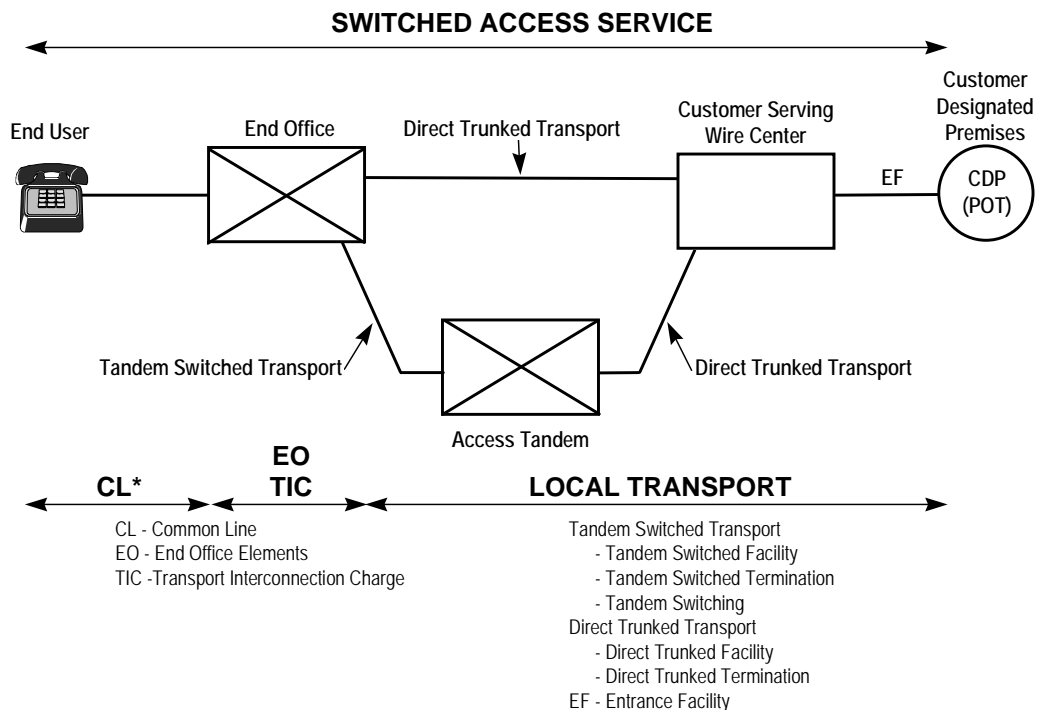 SWITCHED ACCESS SERVICE
Customer
Designated
Premises
Customer Serving
Wire Center
End User
End Office
Direct Trunked Transport
EF
CDP
(POT)
Tandem Switched Transport
Direct Trunked Transport
Access Tandem
CL*
EO
TIC
LOCAL TRANSPORT
CL - Common Line
EO - End Office Elements
TIC -Transport Interconnection Charge
Tandem Switched Transport
- Tandem Switched Facility
- Tandem Switched Termination
- Tandem Switching
Direct Trunked Transport
- Direct Trunked Facility
- Direct Trunked Termination
EF - Entrance Facility